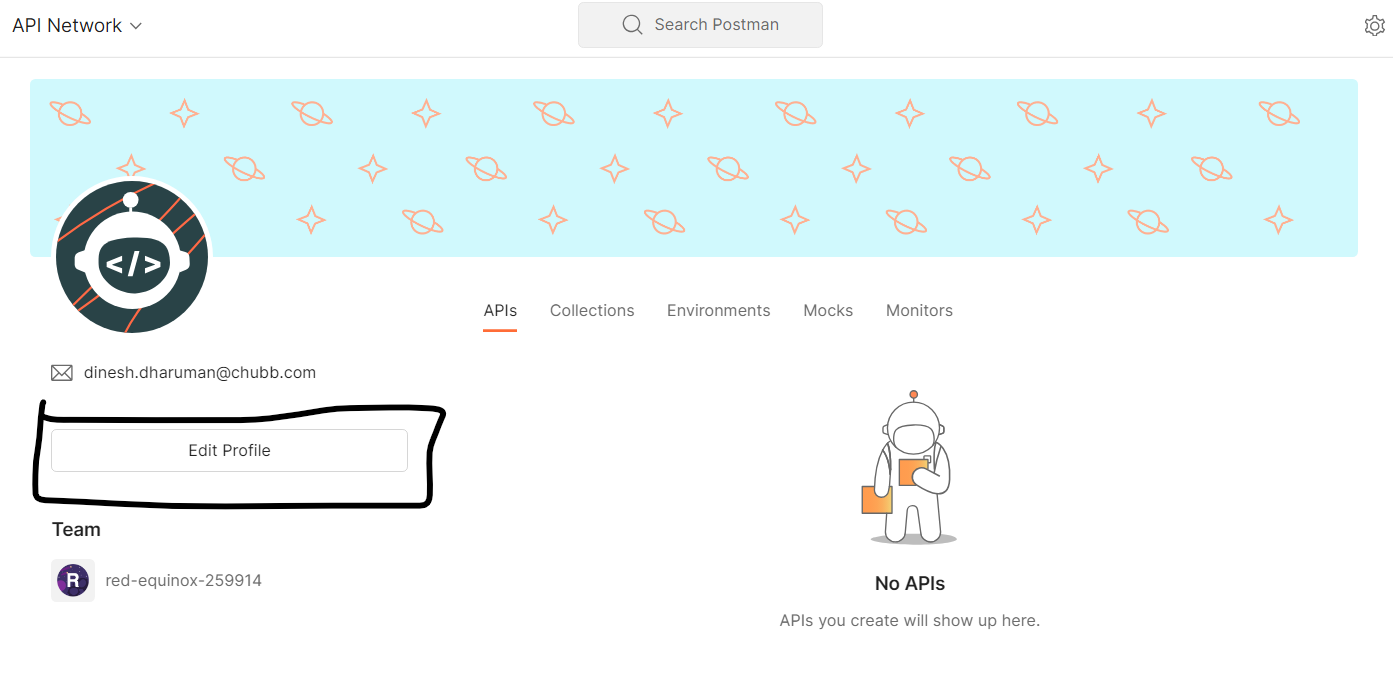 API Network
Search Postman
</>
APIs Collections Environments Mocks Monitors
dinesh.dharuman@chubb.com
Edit Profile
Team
R red-equinox-259914
No APIs
APIs you create will show up here.